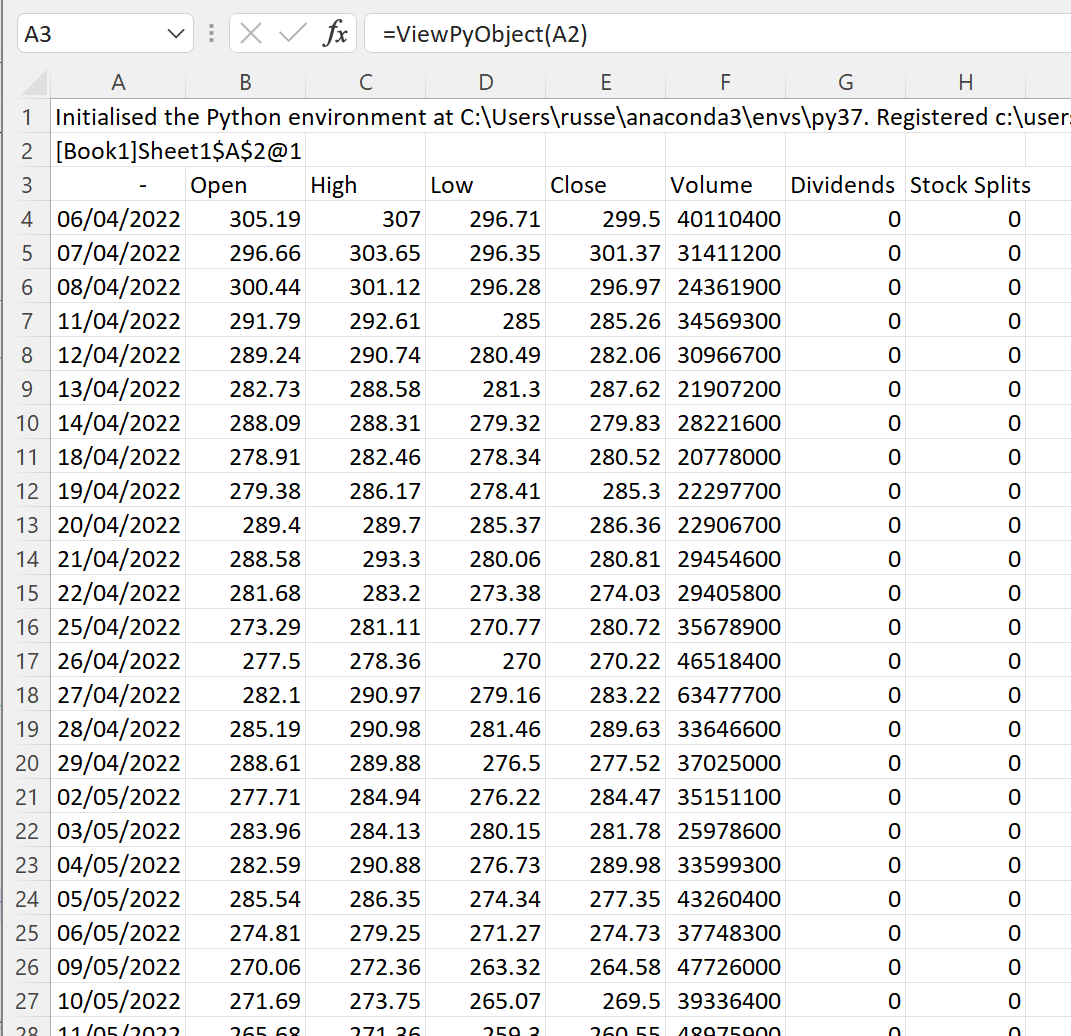 A3 fx =ViewPyObject(A2)
A B C D E F G H
1 Initialised the Python environment at C:\Users\russe\anaconda3\envs\py37. Registered c:\users
2 [Book1]Sheet1$A$2@1
3 - Open High Low Close Volume Dividends Stock Splits
4 06/04/2022 305.19 307 296.71 299.5 40110400 0 0
5 07/04/2022 296.66 303.65 296.35 301.37 31411200 0 0
6 08/04/2022 300.44 301.12 296.28 296.97 24361900 0 0
7 11/04/2022 291.79 292.61 285 285.26 34569300 0 0
8 12/04/2022 289.24 290.74 280.49 282.06 30966700 0 0
9 13/04/2022 282.73 288.58 281.3 287.62 21907200 0 0
10 14/04/2022 288.09 288.31 279.32 279.83 28221600 0 0
11 18/04/2022 278.91 282.46 278.34 280.52 20778000 0 0
12 19/04/2022 279.38 286.17 278.41 285.3 22297700 0 0
13 20/04/2022 289.4 289.7 285.37 286.36 22906700 0 0
14 21/04/2022 288.58 293.3 280.06 280.81 29454600 0 0
15 22/04/2022 281.68 283.2 273.38 274.03 29405800 0 0
16 25/04/2022 273.29 281.11 270.77 280.72 35678900 0 0
17 26/04/2022 277.5 278.36 270 270.22 46518400 0 0
18 27/04/2022 282.1 290.97 279.16 283.22 63477700 0 0
19 28/04/2022 285.19 290.98 281.46 289.63 33646600 0 0
20 29/04/2022 288.61 289.88 276.5 277.52 37025000 0 0
21 02/05/2022 277.71 284.94 276.22 284.47 35151100 0 0
22 03/05/2022 283.96 284.13 280.15 281.78 25978600 0 0
23 04/05/2022 282.59 290.88 276.73 289.98 33599300 0 0
24 05/05/2022 285.54 286.35 274.34 277.35 43260400 0 0
25 06/05/2022 274.81 279.25 271.27 274.73 37748300 0 0
26 09/05/2022 270.06 272.36 263.32 264.58 47726000 0 0
27 10/05/2022 271.69 273.75 265.07 269.5 39336400 0 0
28 11/05/2022 265.68 271.36 259.3 260.55 48975900 0 0